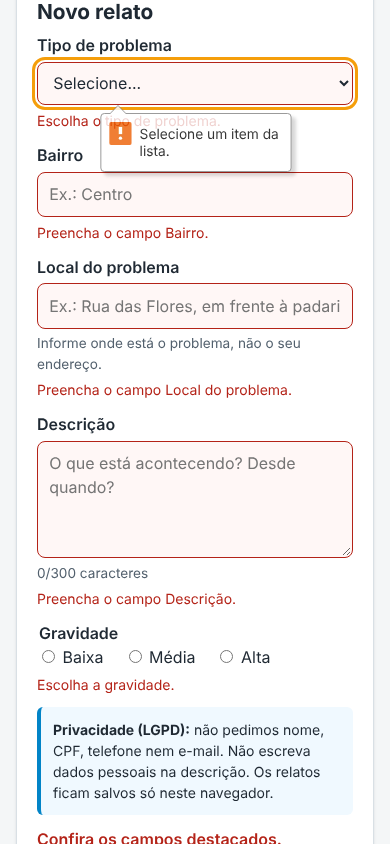 Novo relato
Tipo de problema
Selecione...
Escolha o tipo de problema.
Selecione um item da
lista.
Bairro
Ex.: Centro
Preencha o campo Bairro.
Local do problema
Ex.: Rua das Flores, em frente à padari
Informe onde está o problema, não o seu
endereço.
Preencha o campo Local do problema.
Descrição
O que está acontecendo? Desde
quando?
0/300 caracteres
Preencha o campo Descrição.
Gravidade
Baixa Média Alta
Escolha a gravidade.
Privacidade (LGPD): não pedimos nome,
CPF, telefone nem e-mail. Não escreva
dados pessoais na descrição. Os relatos
ficam salvos só neste navegador.
Confira os campos destacados.